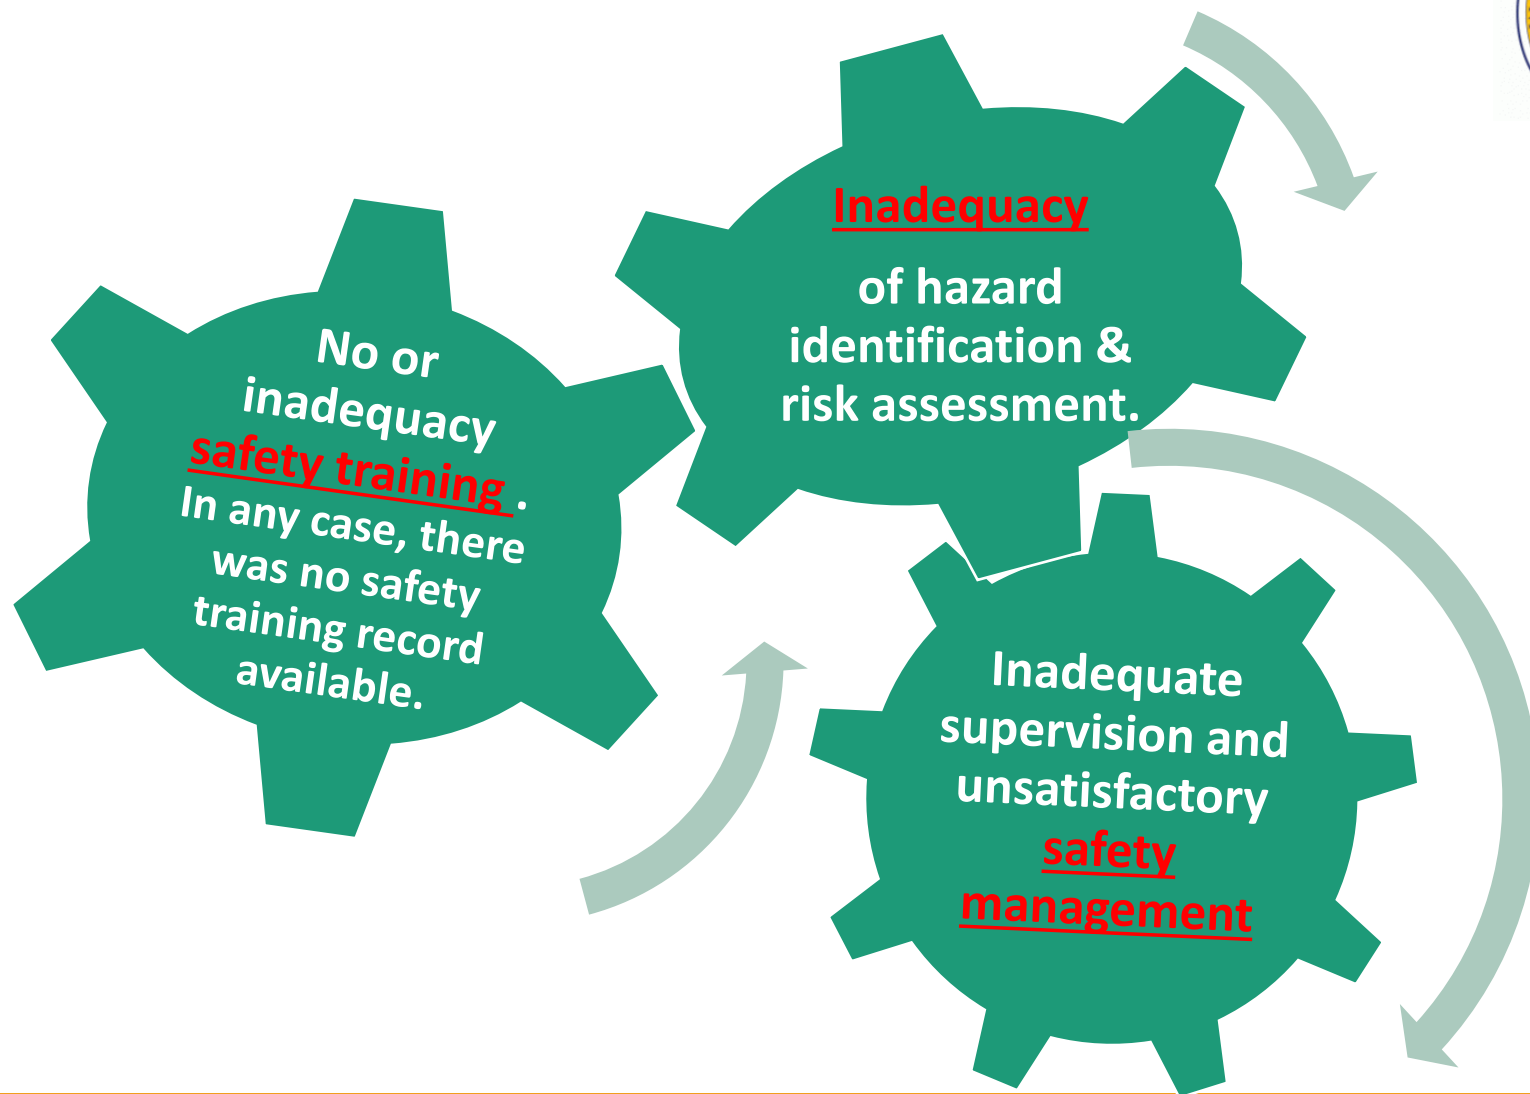 No or
inadequacy
safety training .
In any case, there
was no safety
training record
available.
Inadequacy
of hazard
identification &
risk assessment.
Inadequate
supervision and
unsatisfactory
safety
management